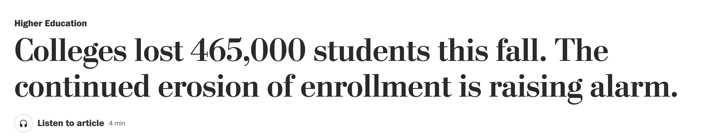 Higher Education
Colleges lost 465,000 students this fall. The
continued erosion of enrollment is raising alarm.
Listen to article 4 min